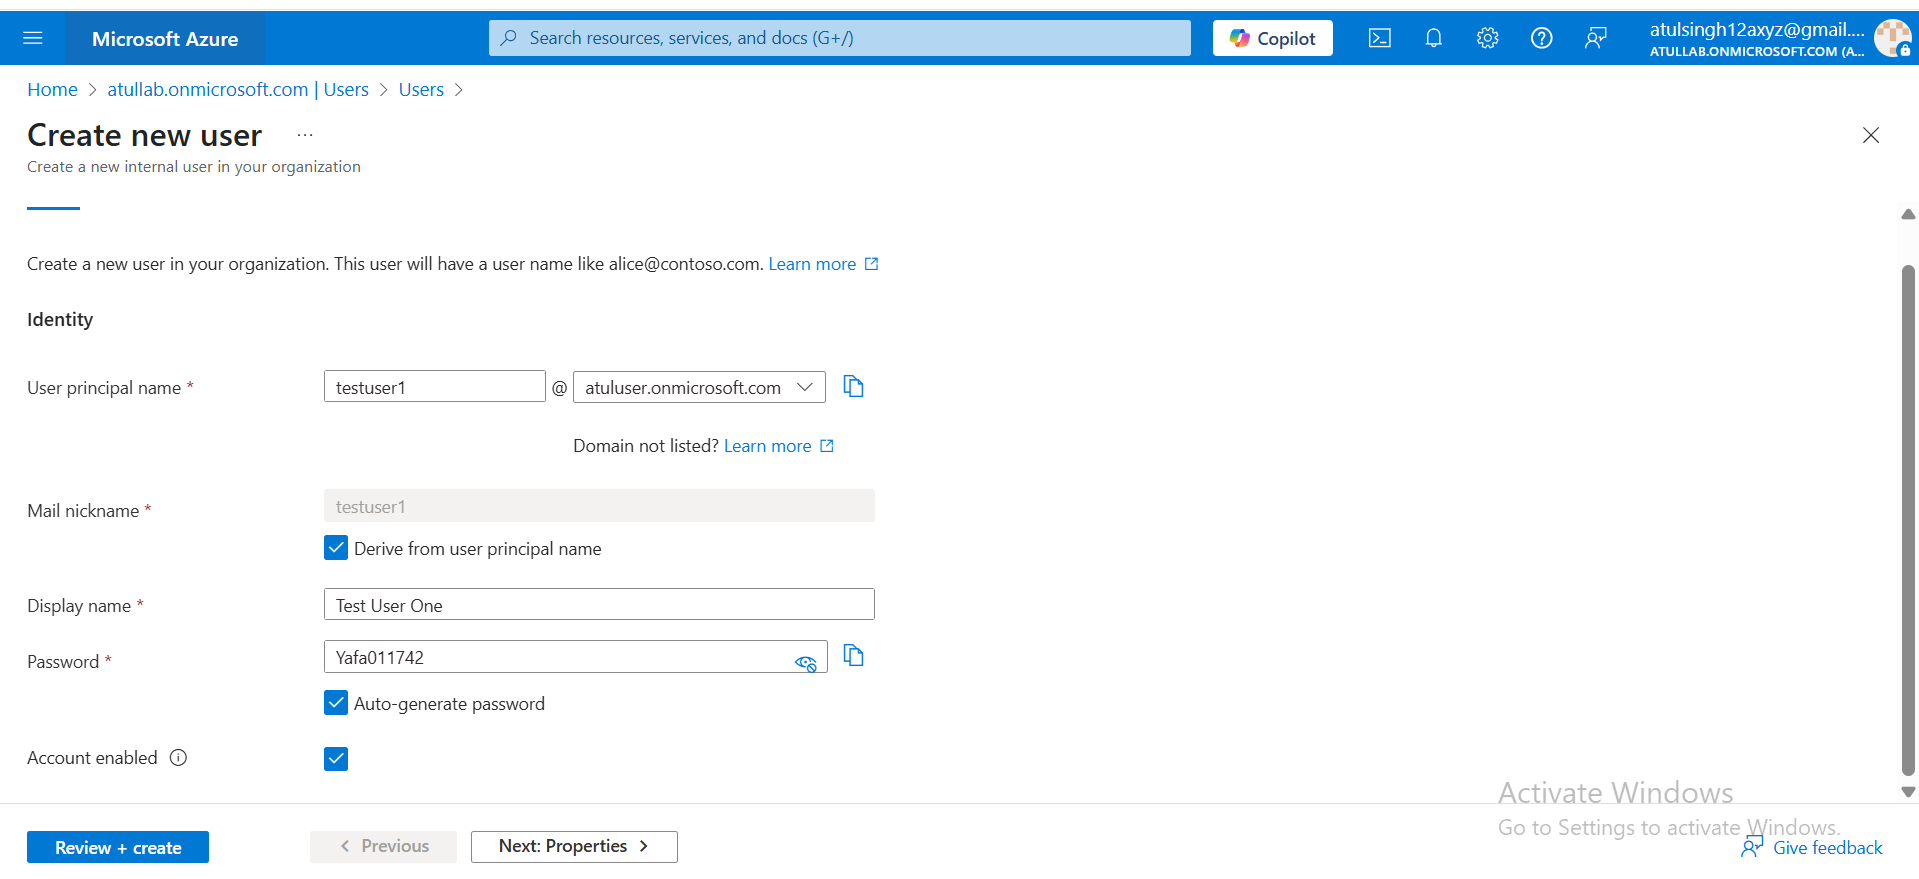 Microsoft Azure
Search resources, services, and docs (G+/)
Copilot
atulsingh12axyz@gmail....
ATULLAB.ONMICROSOFT.COM (A...
Home > atullab.onmicrosoft.com | Users > Users >
Create new user ...
Create a new internal user in your organization
Create a new user in your organization. This user will have a user name like alice@contoso.com. Learn more
Identity
User principal name * testuser1 @ atuluser.onmicrosoft.com
Domain not listed? Learn more
Mail nickname * testuser1
Derive from user principal name
Display name * Test User One
Password * Yafa011742
Auto-generate password
Account enabled
Activate Windows
Go to Settings to activate Windows.
Review + create
< Previous
Next: Properties >
Give feedback